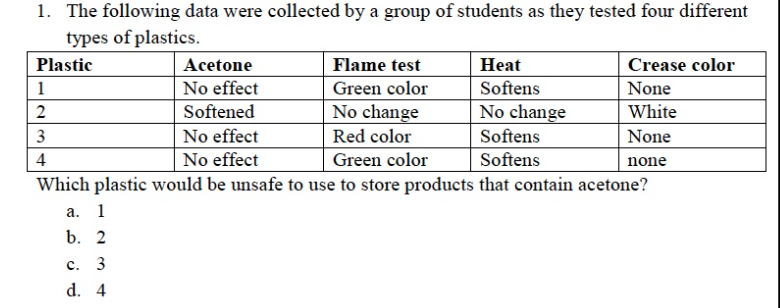 1. The following data were collected by a group of students as they tested four different
types of plastics.
Plastic Acetone Flame test Heat Crease color
1 No effect Green color Softens None
2 Softened No change No change White
3 No effect Red color Softens None
4 No effect Green color Softens none
Which plastic would be unsafe to use to store products that contain acetone?
a. 1
b. 2
c. 3
d. 4